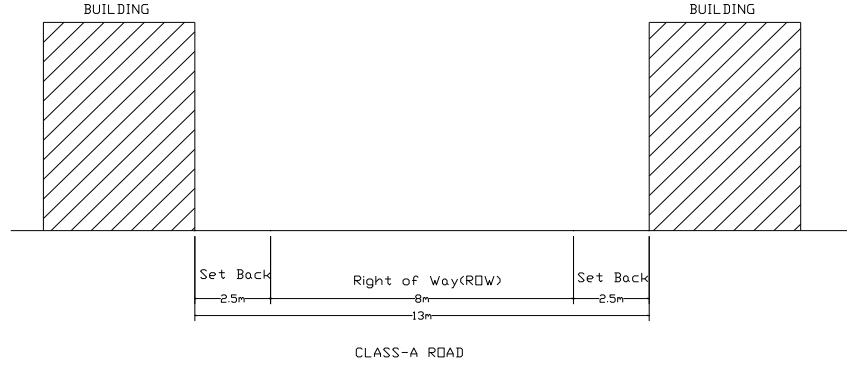 BUILDING
BUILDING
Set Back
Right of Way(ROW)
Set Back
2.5m
8m
2.5m
13m
CLASS-A ROAD